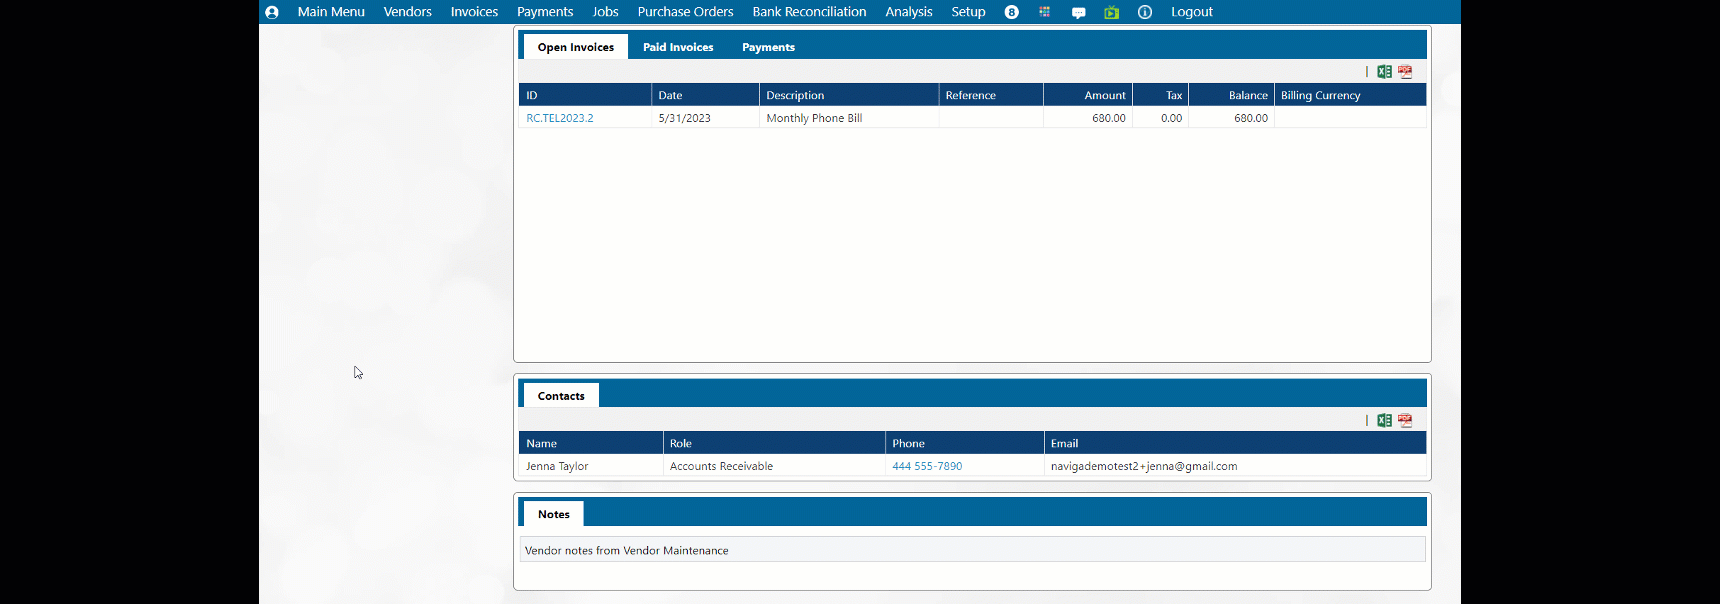 Main Menu Vendors Invoices Payments Jobs Purchase Orders Bank Reconciliation Analysis Setup 8 Logout
Open Invoices Paid Invoices Payments
ID Date Description Reference Amount Tax Balance Billing Currency
RC.TEL2023.2 5/31/2023 Monthly Phone Bill 680.00 0.00 680.00
Contacts
Name Role Phone Email
Jenna Taylor Accounts Receivable 444 555-7890 navigademotest2+jenna@gmail.com
Notes
Vendor notes from Vendor Maintenance